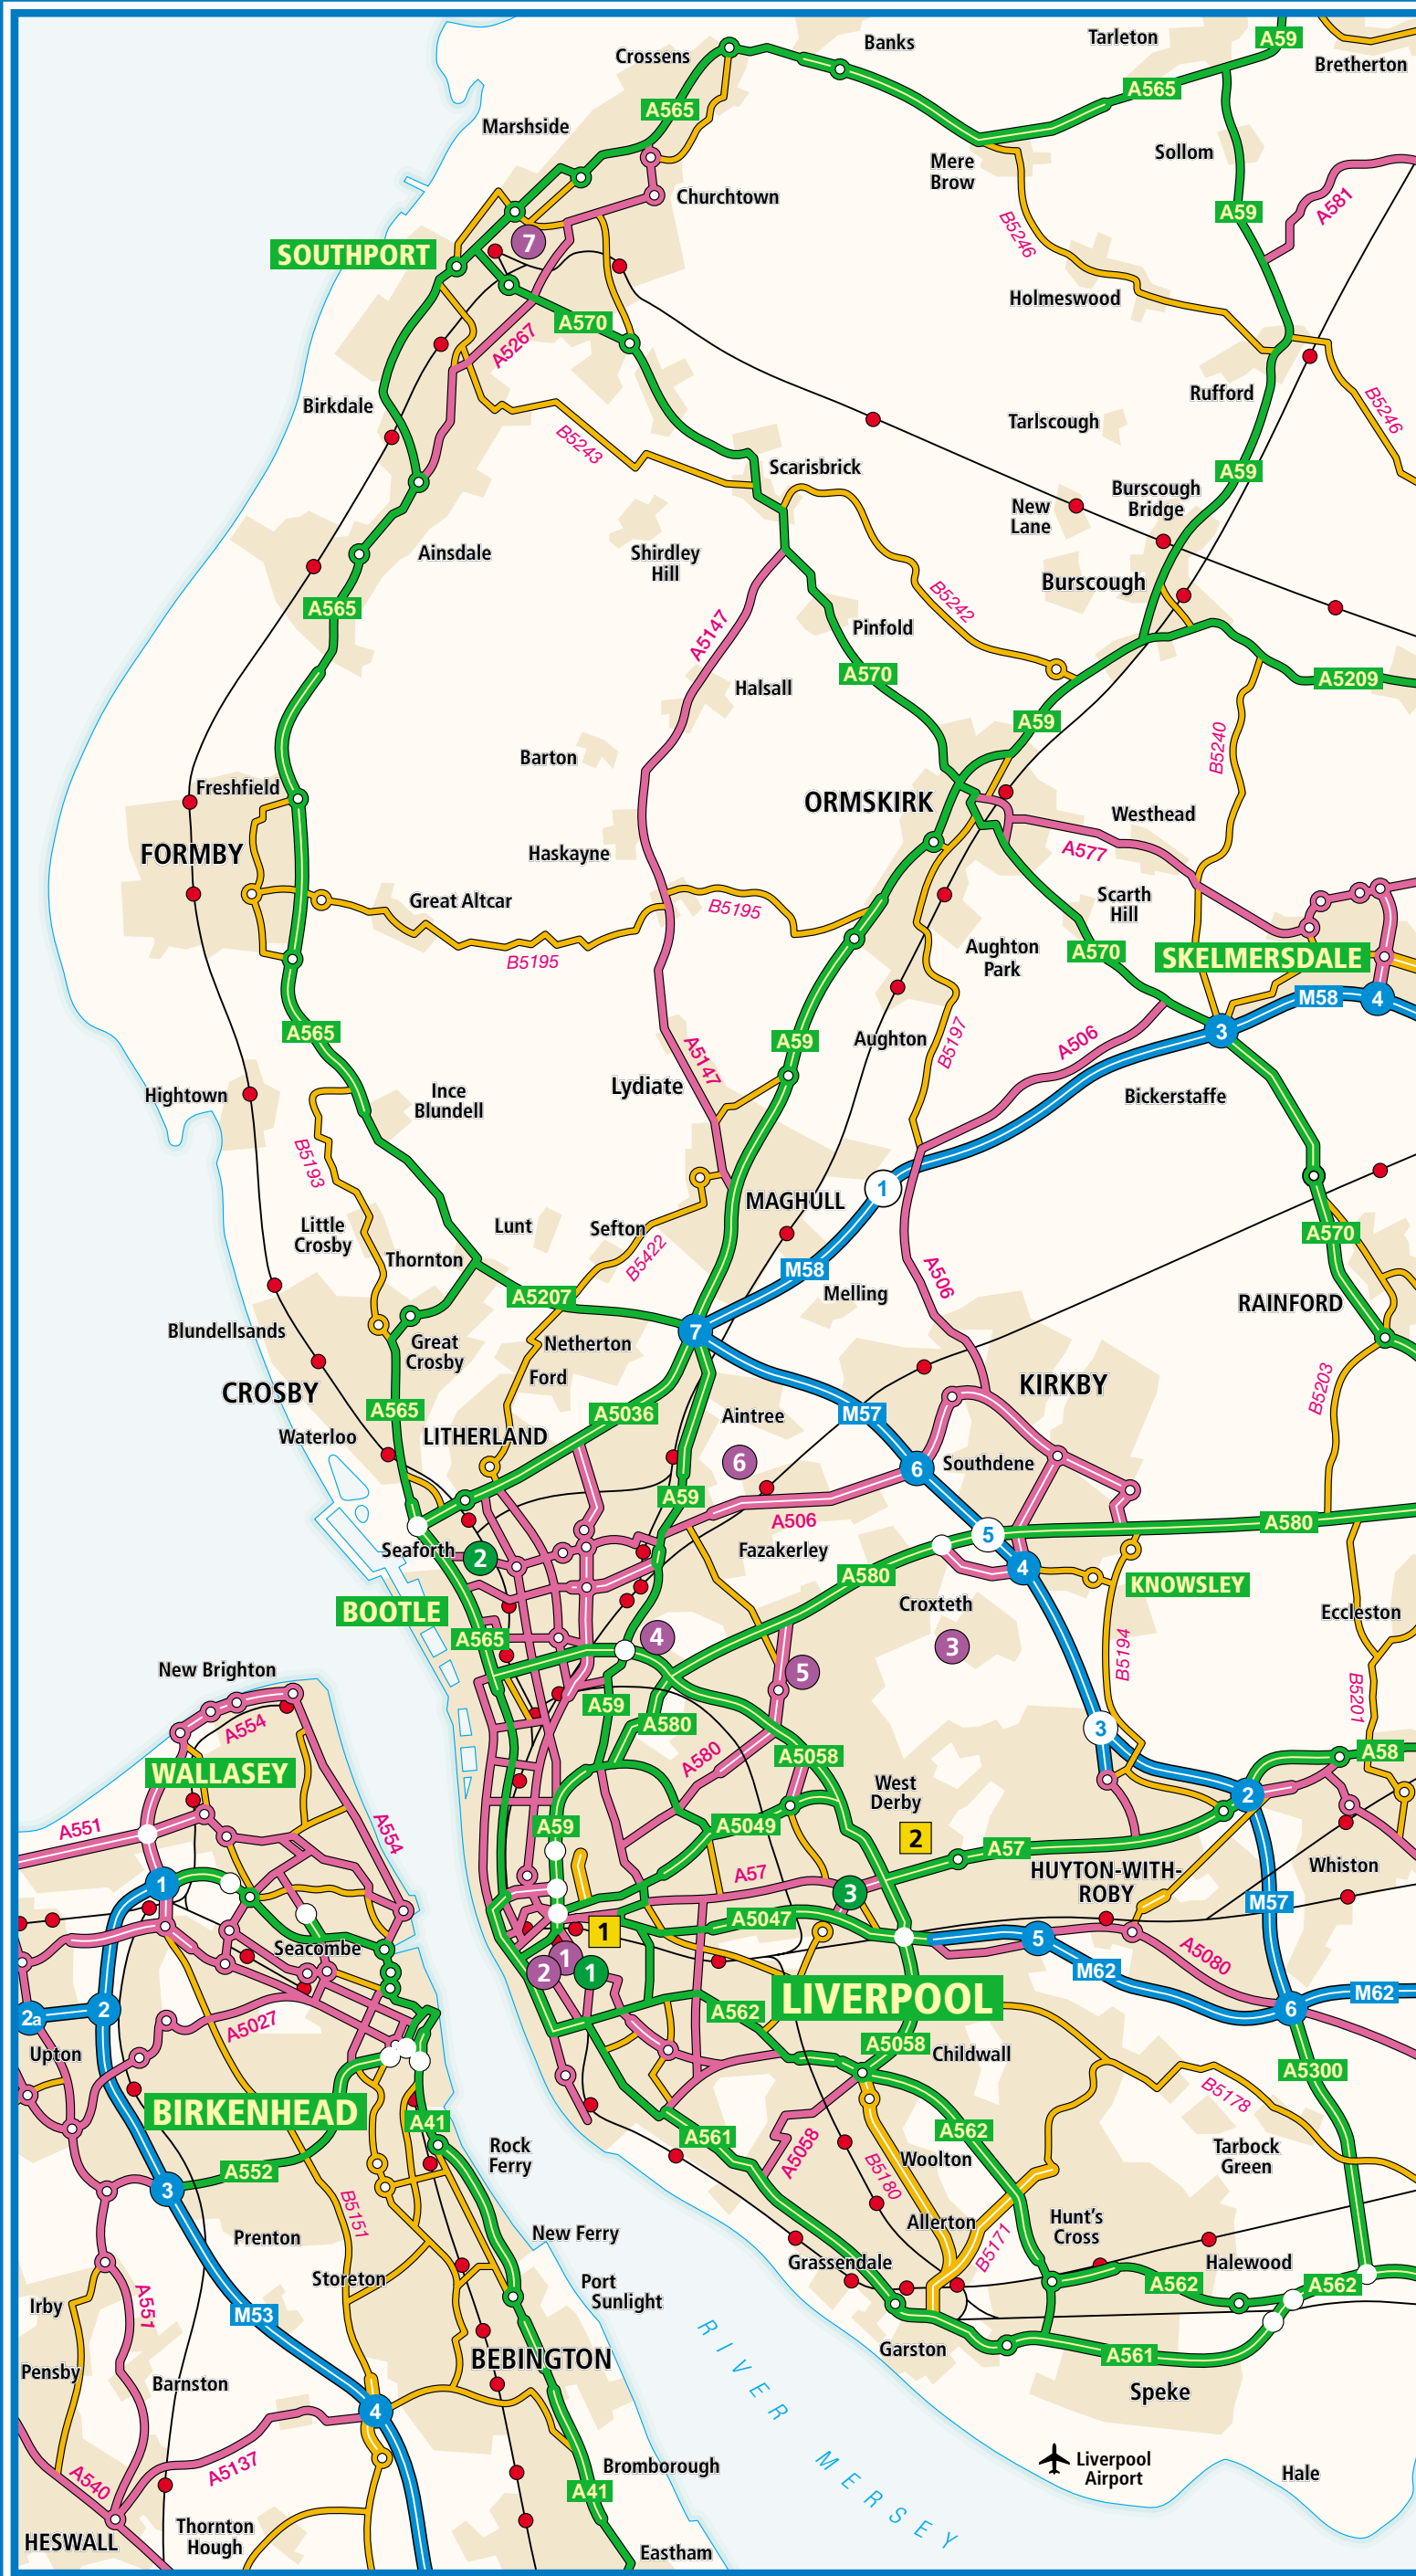 Crossens
Banks
Tarleton
A59
Bretherton
A565
A565
Marshside
Mere
Brow
Sollom
Churchtown
A59
A581
B5246
7
SOUTHPORT
Holmeswood
A570
A5267
Birkdale
Rufford
B5246
Tarlscough
B5243
Scarisbrick
A59
New
Lane
Burscough
Bridge
Ainsdale
Shirdley
Hill
Burscough
A565
B5242
A5147
Pinfold
A570
Halsall
A5209
A59
B5240
Barton
Freshfield
ORMSKIRK
Westhead
FORMBY
Haskayne
A577
Great Altcar
B5195
Scarth
Hill
B5195
Aughton
Park
A570
SKELMERSDALE
M58
4
3
A565
A59
Aughton
B5197
A506
A5147
Lydiate
Hightown
Ince
Blundell
Bickerstaffe
B5193
1
MAGHULL
Little
Crosby
Lunt
Sefton
B5422
A570
Thornton
M58
A506
Melling
A5207
RAINFORD
Blundellsands
Great
Crosby
Netherton
7
Ford
CROSBY
KIRKBY
B5203
A565
A5036
Aintree
M57
Waterloo
LITHERLAND
6
6
Southdene
A59
A506
A580
5
Seaforth
2
Fazakerley
4
A580
KNOWSLEY
BOOTLE
Croxteth
Eccleston
A565
4
3
B5194
5
New Brighton
B5201
A554
A59
A580
3
WALLASEY
A580
A5058
A58
West
Derby
2
A551
A554
A59
A5049
2
A57
HUYTON-WITH-
ROBY
Whiston
1
A57
3
M57
A5047
1
5
Seacombe
1
2
1
M62
A5080
2a
2
A5027
LIVERPOOL
6
M62
A562
A5058
Upton
Childwall
A5300
BIRKENHEAD
A41
B5178
A561
A562
Rock
Ferry
A5058
Woolton
Tarbock
Green
A552
B5180
3
B5151
Allerton
Hunt's
Cross
Prenton
New Ferry
B5171
Grassendale
Halewood
Storeton
Port
Sunlight
A562
A562
Irby
A551
M53
RIVER MERSEY
Garston
A561
BEBINGTON
Pensby
Barnston
Speke
4
A540
A5137
Bromborough
Liverpool
Airport
Hale
A41
Thornton
Hough
HESWALL
Eastham